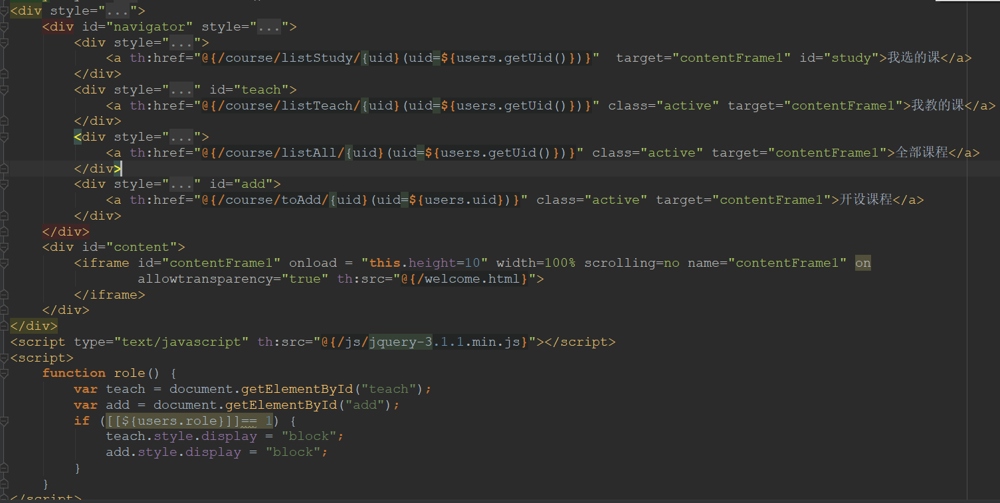 <div style="...">
<div id="navigator" style="...">
<div style="...">
<a th:href="@{/course/listStudy/{uid}(uid=${users.getUid()})}"  target="contentFrame1" id="study">我选的课</a>
</div>
<div style="..." id="teach">
<a th:href="@{/course/listTeach/{uid}(uid=${users.getUid()})}" class="active" target="contentFrame1">我教的课</a>
</div>
<div style="...">
<a th:href="@{/course/listAll/{uid}(uid=${users.getUid()})}" class="active" target="contentFrame1">全部课程</a>
</div>
<div style="..." id="add">
<a th:href="@{/course/toAdd/{uid}(uid=${users.uid})}" class="active" target="contentFrame1">开设课程</a>
</div>
</div>
<div id="content">
<iframe id="contentFrame1" onload = "this.height=10" width=100% scrolling=no name="contentFrame1" on
allowtransparency="true" th:src="@{/welcome.html}">
</iframe>
</div>
</div>
<script type="text/javascript" th:src="@{/js/jquery-3.1.1.min.js}"></script>
<script>
function role() {
var teach = document.getElementById("teach");
var add = document.getElementById("add");
if ([[${users.role}]]== 1) {
teach.style.display = "block";
add.style.display = "block";
}
}
</script>